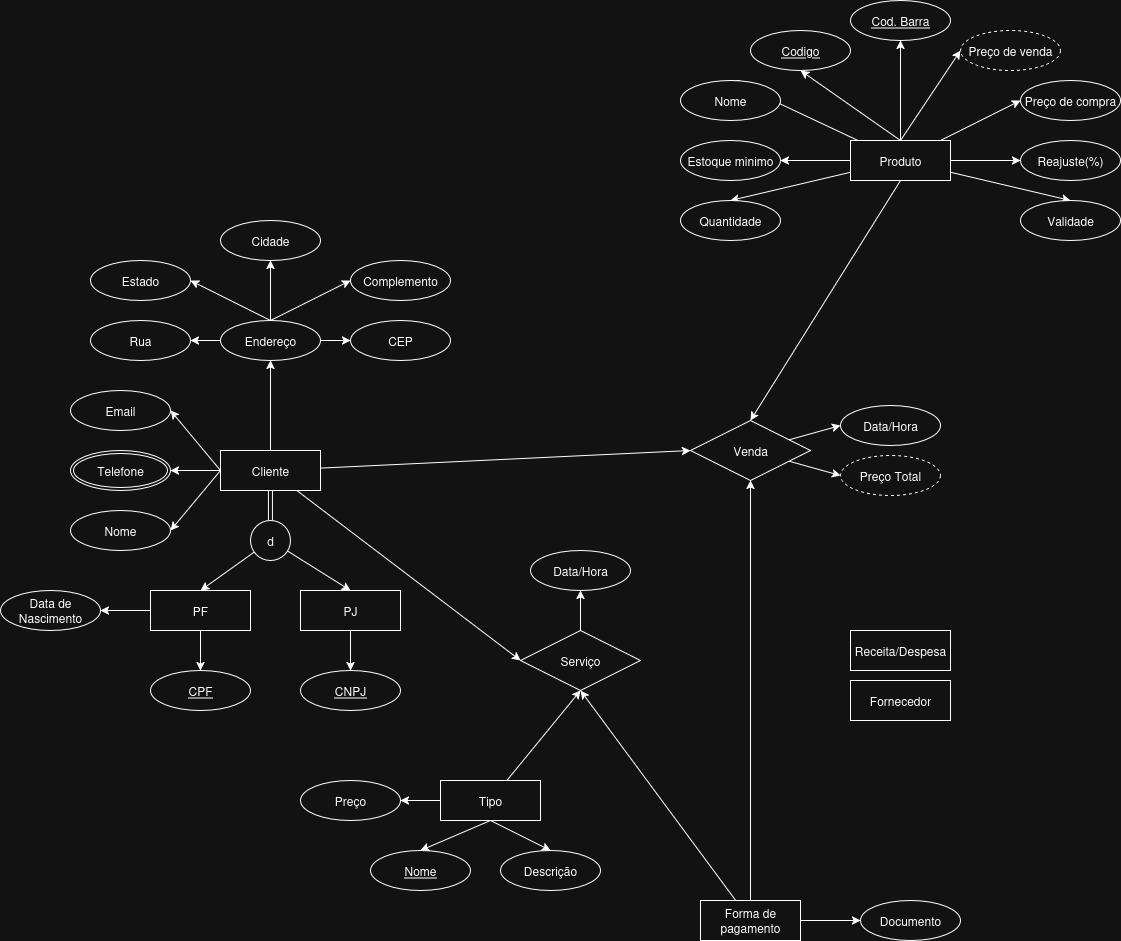 Cod. Barra
Codigo
Preço de venda
Nome
Preço de compra
Estoque minimo
Produto
Reajuste(%)
Quantidade
Validade
Cidade
Estado
Complemento
Rua
Endereço
CEP
Email
Telefone
Cliente
Nome
Venda
Data/Hora
Preço Total
d
Data de
Nascimento
PF
PJ
CPF
CNPJ
Data/Hora
Serviço
Receita/Despesa
Fornecedor
Preço
Tipo
Nome
Descrição
Forma de
pagamento
Documento